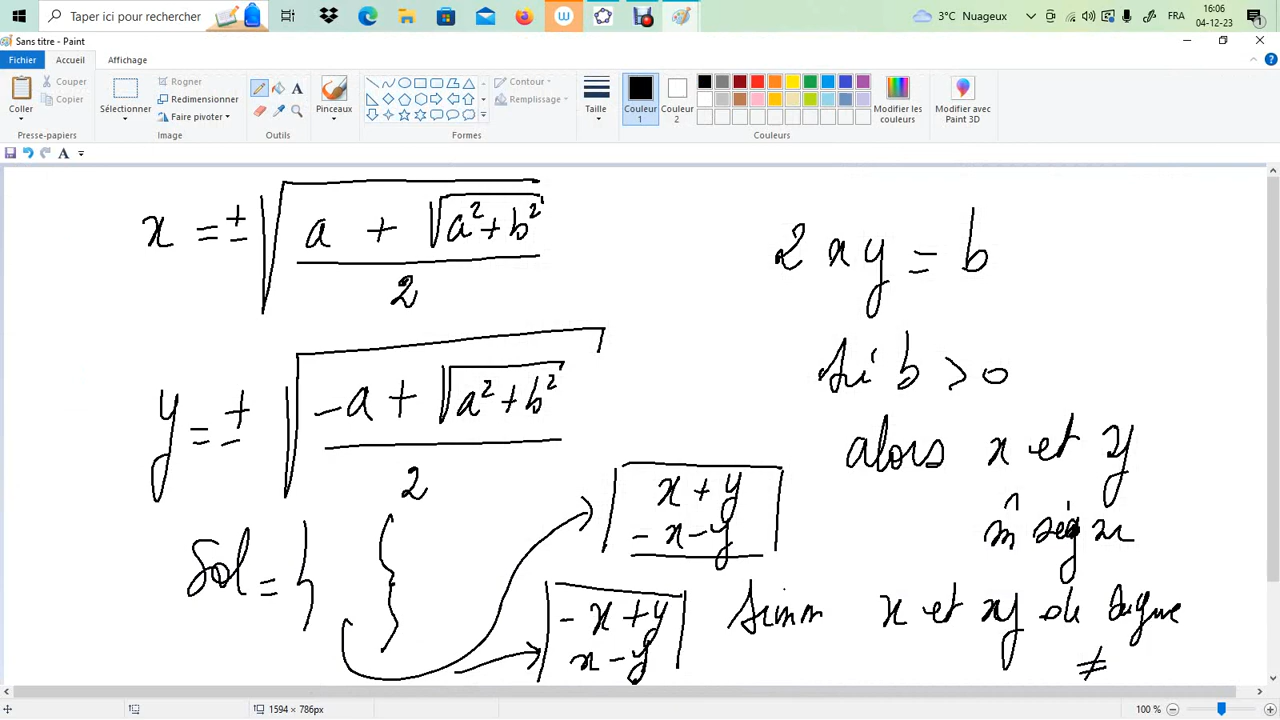 Taper ici pour rechercher
3°C Nuageux
FRA
16:06
04-12-23
Sans titre - Paint
Fichier Accueil Affichage
Coller
Couper
Copier
Presse-papiers
Sélectionner
Rogner
Redimensionner
Faire pivoter
Image
A
Outils
Pinceaux
Contour
Remplissage
Formes
Taille
Couleur 1
Couleur 2
Couleurs
Modifier les couleurs
Modifier avec Paint 3D
x = ± √((a + √(a²+b²))/2)
y = ± √((-a + √(a²+b²))/2)
Sol = { }
x + y
- x - y
- x + y
x - y
2xy = b
si b > 0
alors x et y
sinon x et xy de signe
≠
1594 × 786px
100 %